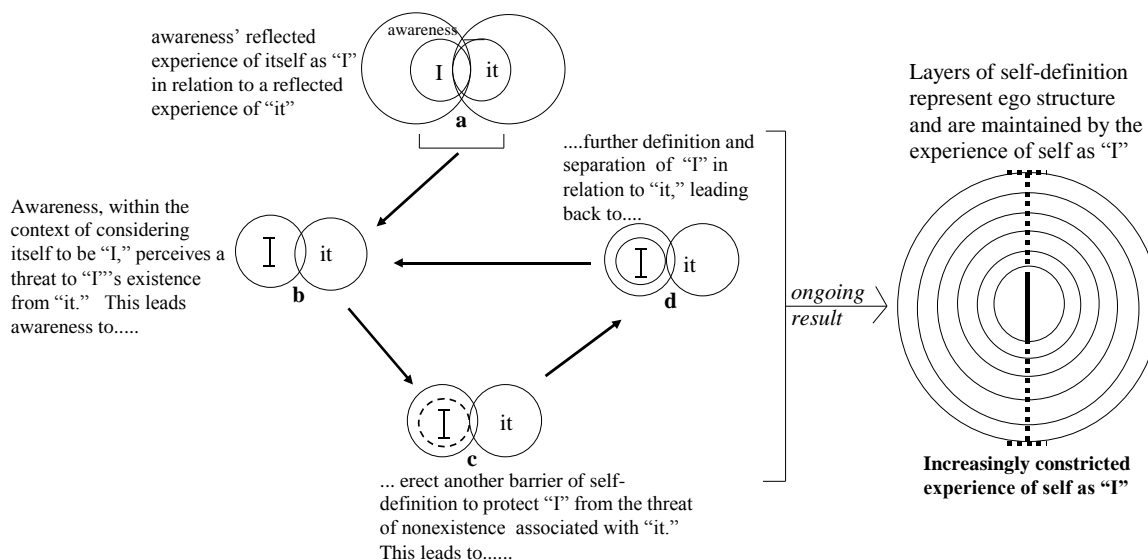 awareness’ reflected
experience of itself as “I”
in relation to a reflected
experience of “it”
awareness
I
it
a
Awareness, within the
context of considering
itself to be “I,” perceives a
threat to “I”’s existence
from “it.” This leads
awareness to.....
I
it
b
I
it
c
... erect another barrier of self-
definition to protect “I” from the threat
of nonexistence associated with “it.”
This leads to......
....further definition and
separation of “I” in
relation to “it,” leading
back to....
I
it
d
ongoing
result
Layers of self-definition
represent ego structure
and are maintained by the
experience of self as “I”
Increasingly constricted
experience of self as “I”